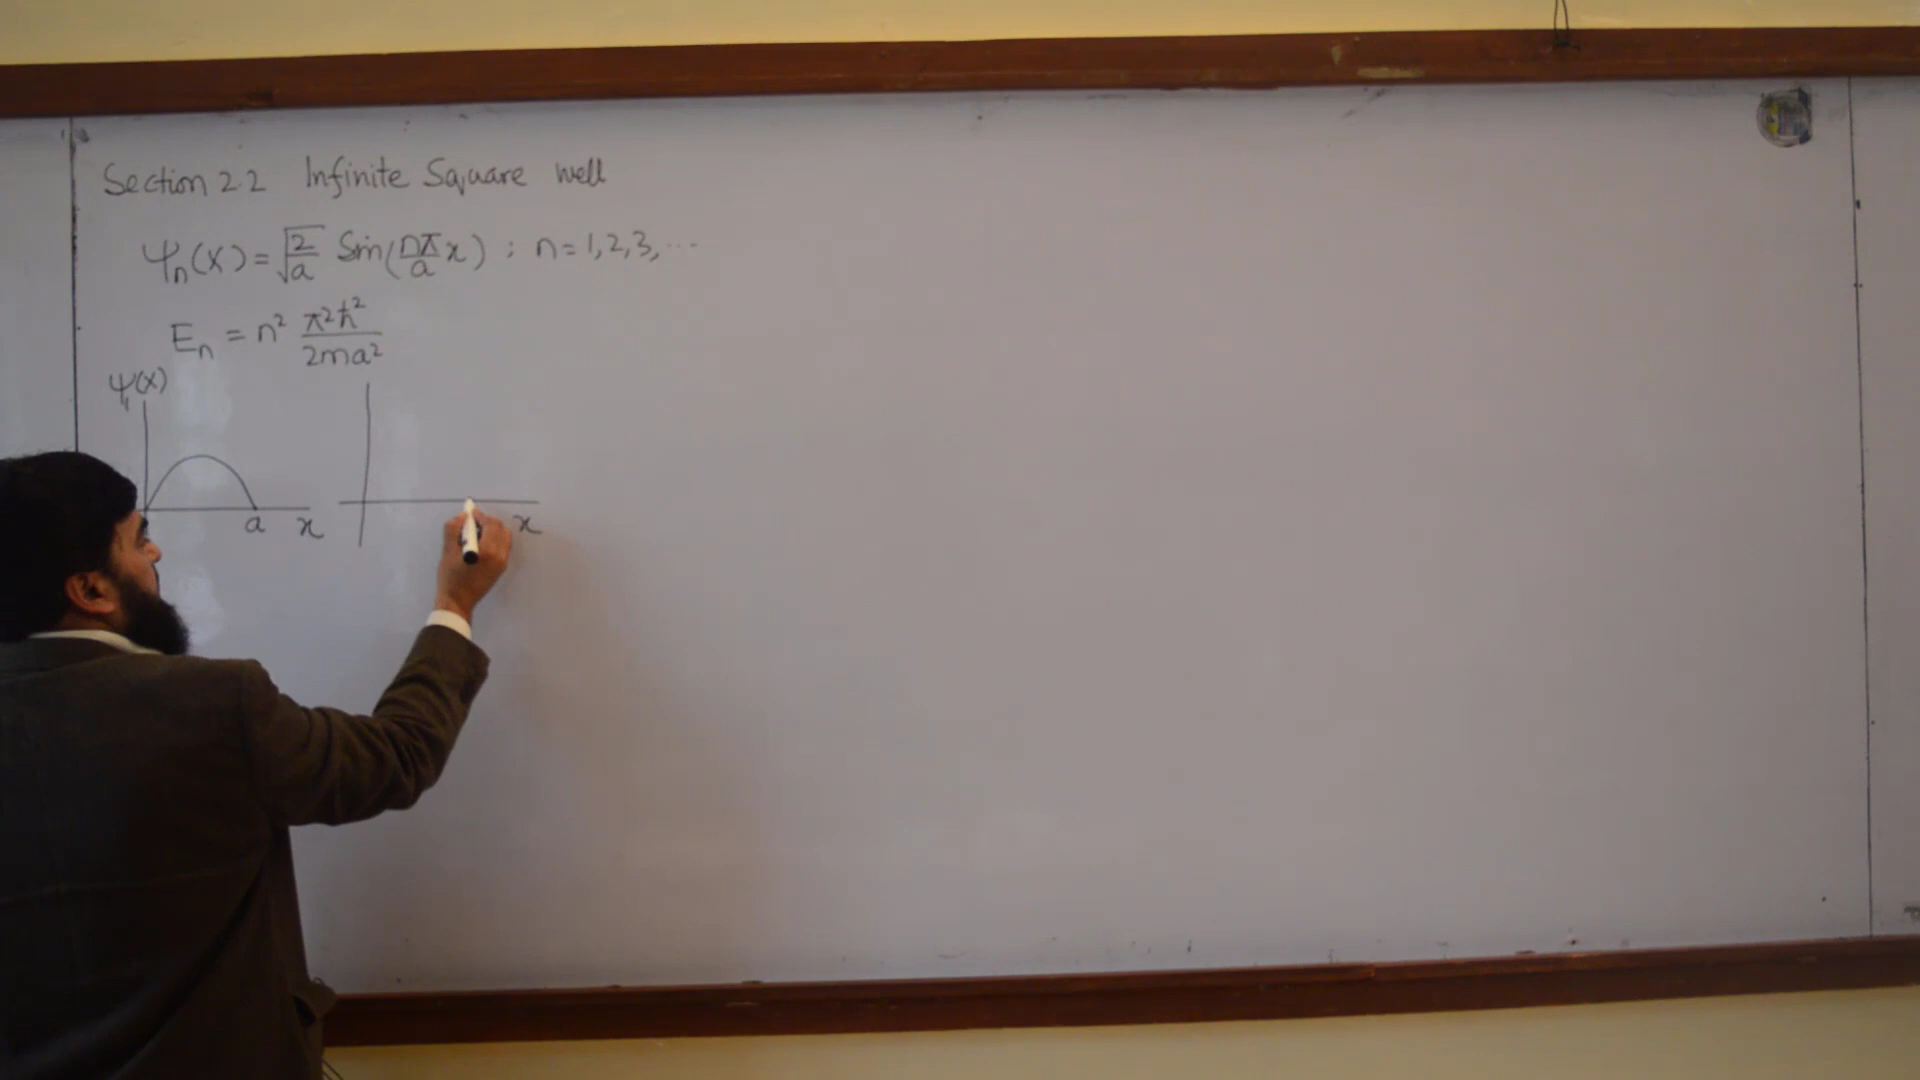 Section 2.2 Infinite Square well
ψₙ(x) = √(2/a) Sin(nπ/a x) ; n = 1, 2, 3, ⋯
Eₙ = n² π²ħ²/2ma²
ψ₁(x)
a x
x